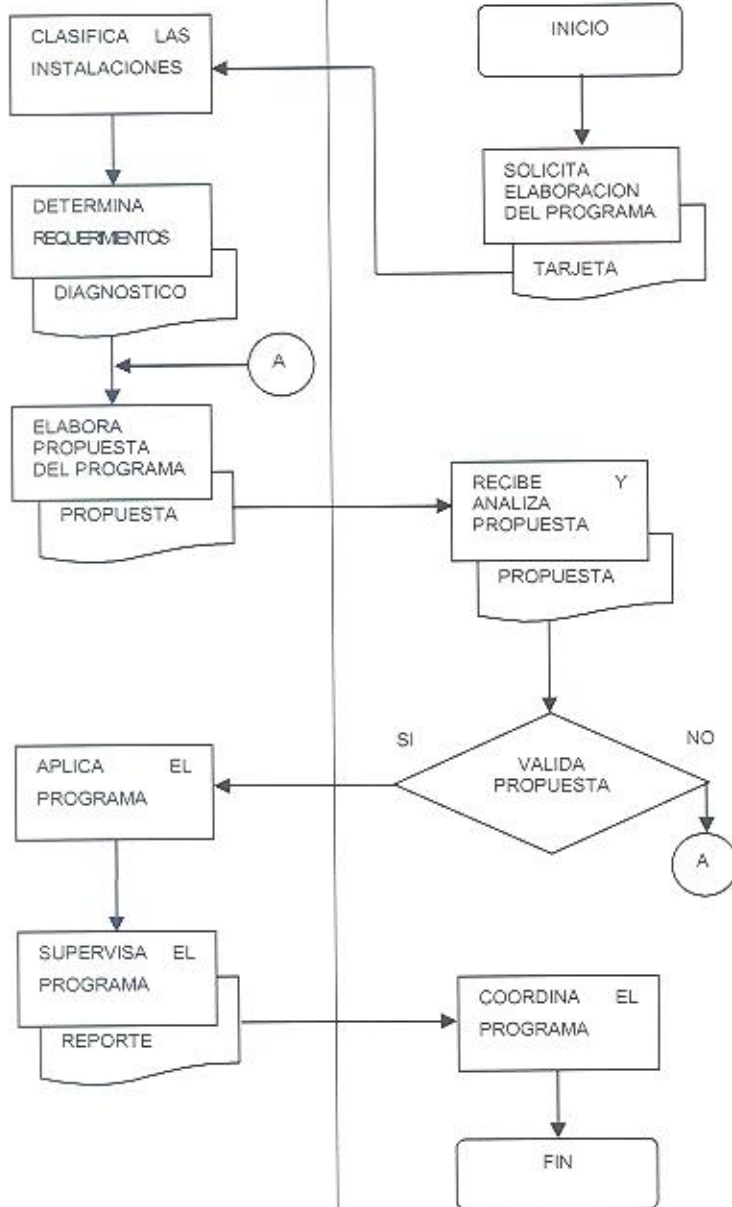 INICIO
SOLICITA
ELABORACION
DEL PROGRAMA
TARJETA
CLASIFICA LAS
INSTALACIONES
DETERMINA
REQUERIMIENTOS
DIAGNOSTICO
A
ELABORA
PROPUESTA
DEL PROGRAMA
PROPUESTA
RECIBE Y
ANALIZA
PROPUESTA
PROPUESTA
VALIDA
PROPUESTA
SI
NO
A
APLICA EL
PROGRAMA
SUPERVISA EL
PROGRAMA
REPORTE
COORDINA EL
PROGRAMA
FIN